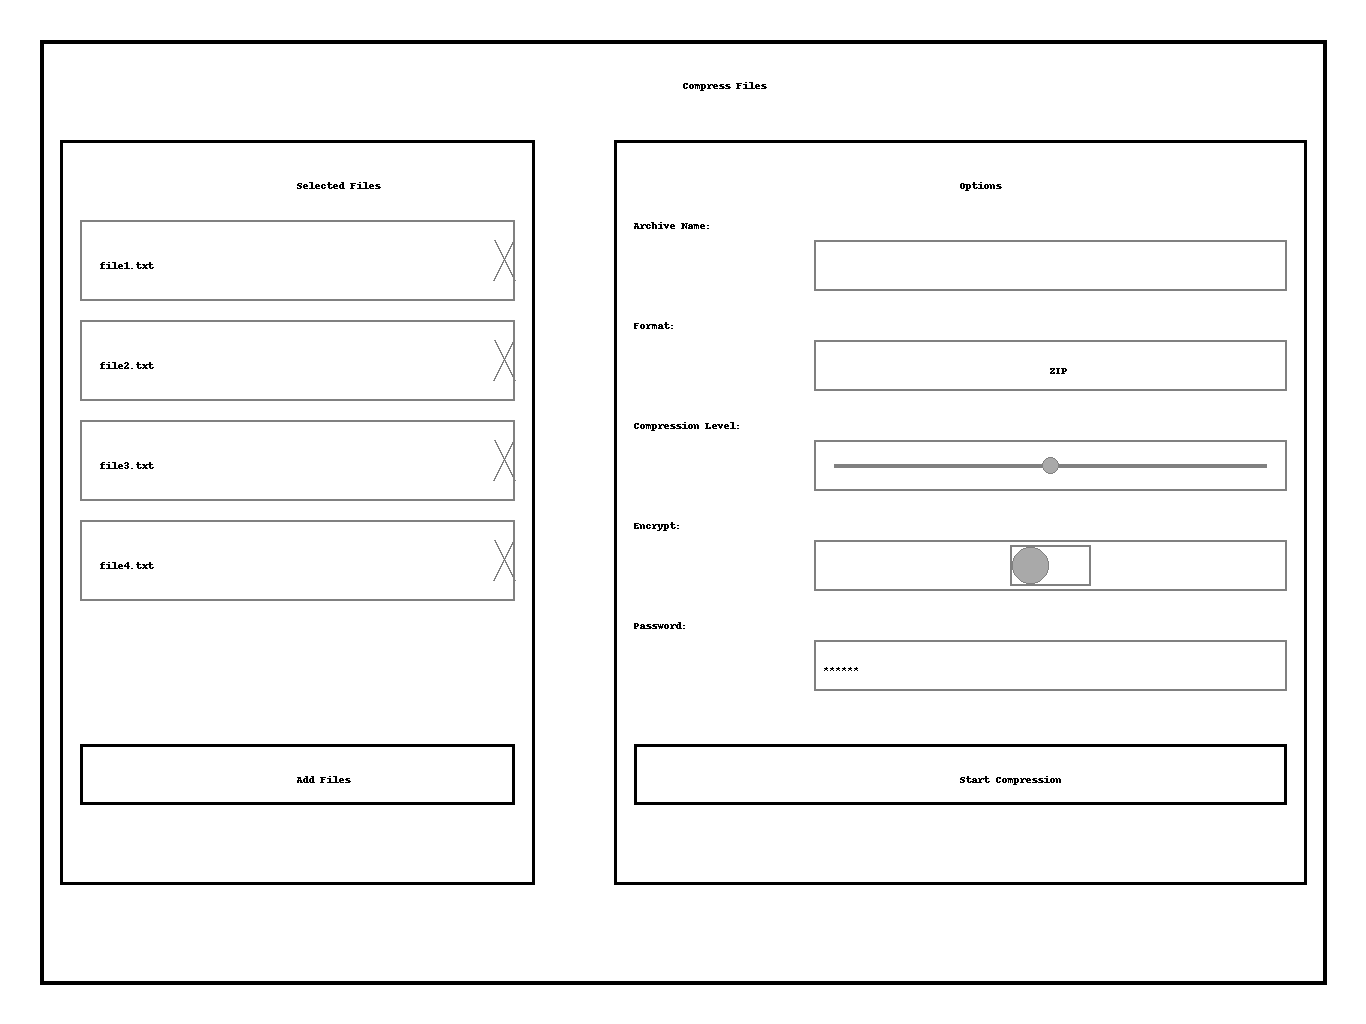 Compress Files
Selected Files
file1.txt
file2.txt
file3.txt
file4.txt
Add Files
Options
Archive Name:
Format:
ZIP
Compression Level:
Encrypt:
Password:
******
Start Compression